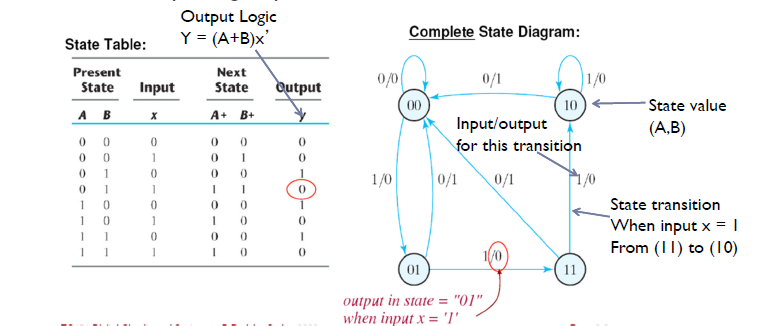 Output Logic
Y = (A+B)x’
State Table:
Present Next
State Input State Output
A B x A+ B+ y
0 0 0 0 0 0
0 0 1 0 1 0
0 1 0 0 0 1
0 1 1 1 1 0
1 0 0 0 0 1
1 0 1 1 0 0
1 1 0 0 0 1
1 1 1 1 0 0
Complete State Diagram:
0/0
0/1
1/0
00
10
State value
(A,B)
Input/output
for this transition
1/0
0/1
0/1
1/0
State transition
When input x = 1
From (11) to (10)
1/0
01
11
output in state = "01"
when input x = '1'